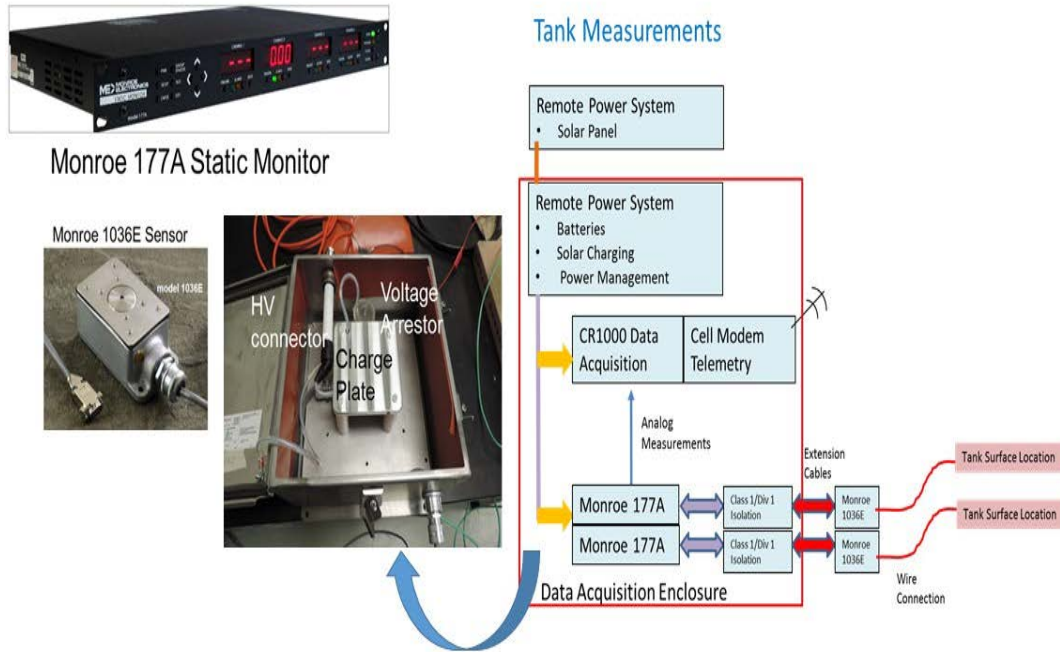 Tank Measurements
MONROE
ELECTRONICS
Monroe 177A Static Monitor
Monroe 1036E Sensor
model 1036E
HV
connector
Voltage
Arrestor
Charge
Plate
Remote Power System
• Solar Panel
Remote Power System
• Batteries
• Solar Charging
• Power Management
CR1000 Data
Acquisition
Cell Modem
Telemetry
Analog
Measurements
Extension
Cables
Tank Surface Location
Tank Surface Location
Monroe 177A
Class 1/Div 1
Isolation
Monroe
1036E
Monroe 177A
Class 1/Div 1
Isolation
Monroe
1036E
Wire
Connection
Data Acquisition Enclosure